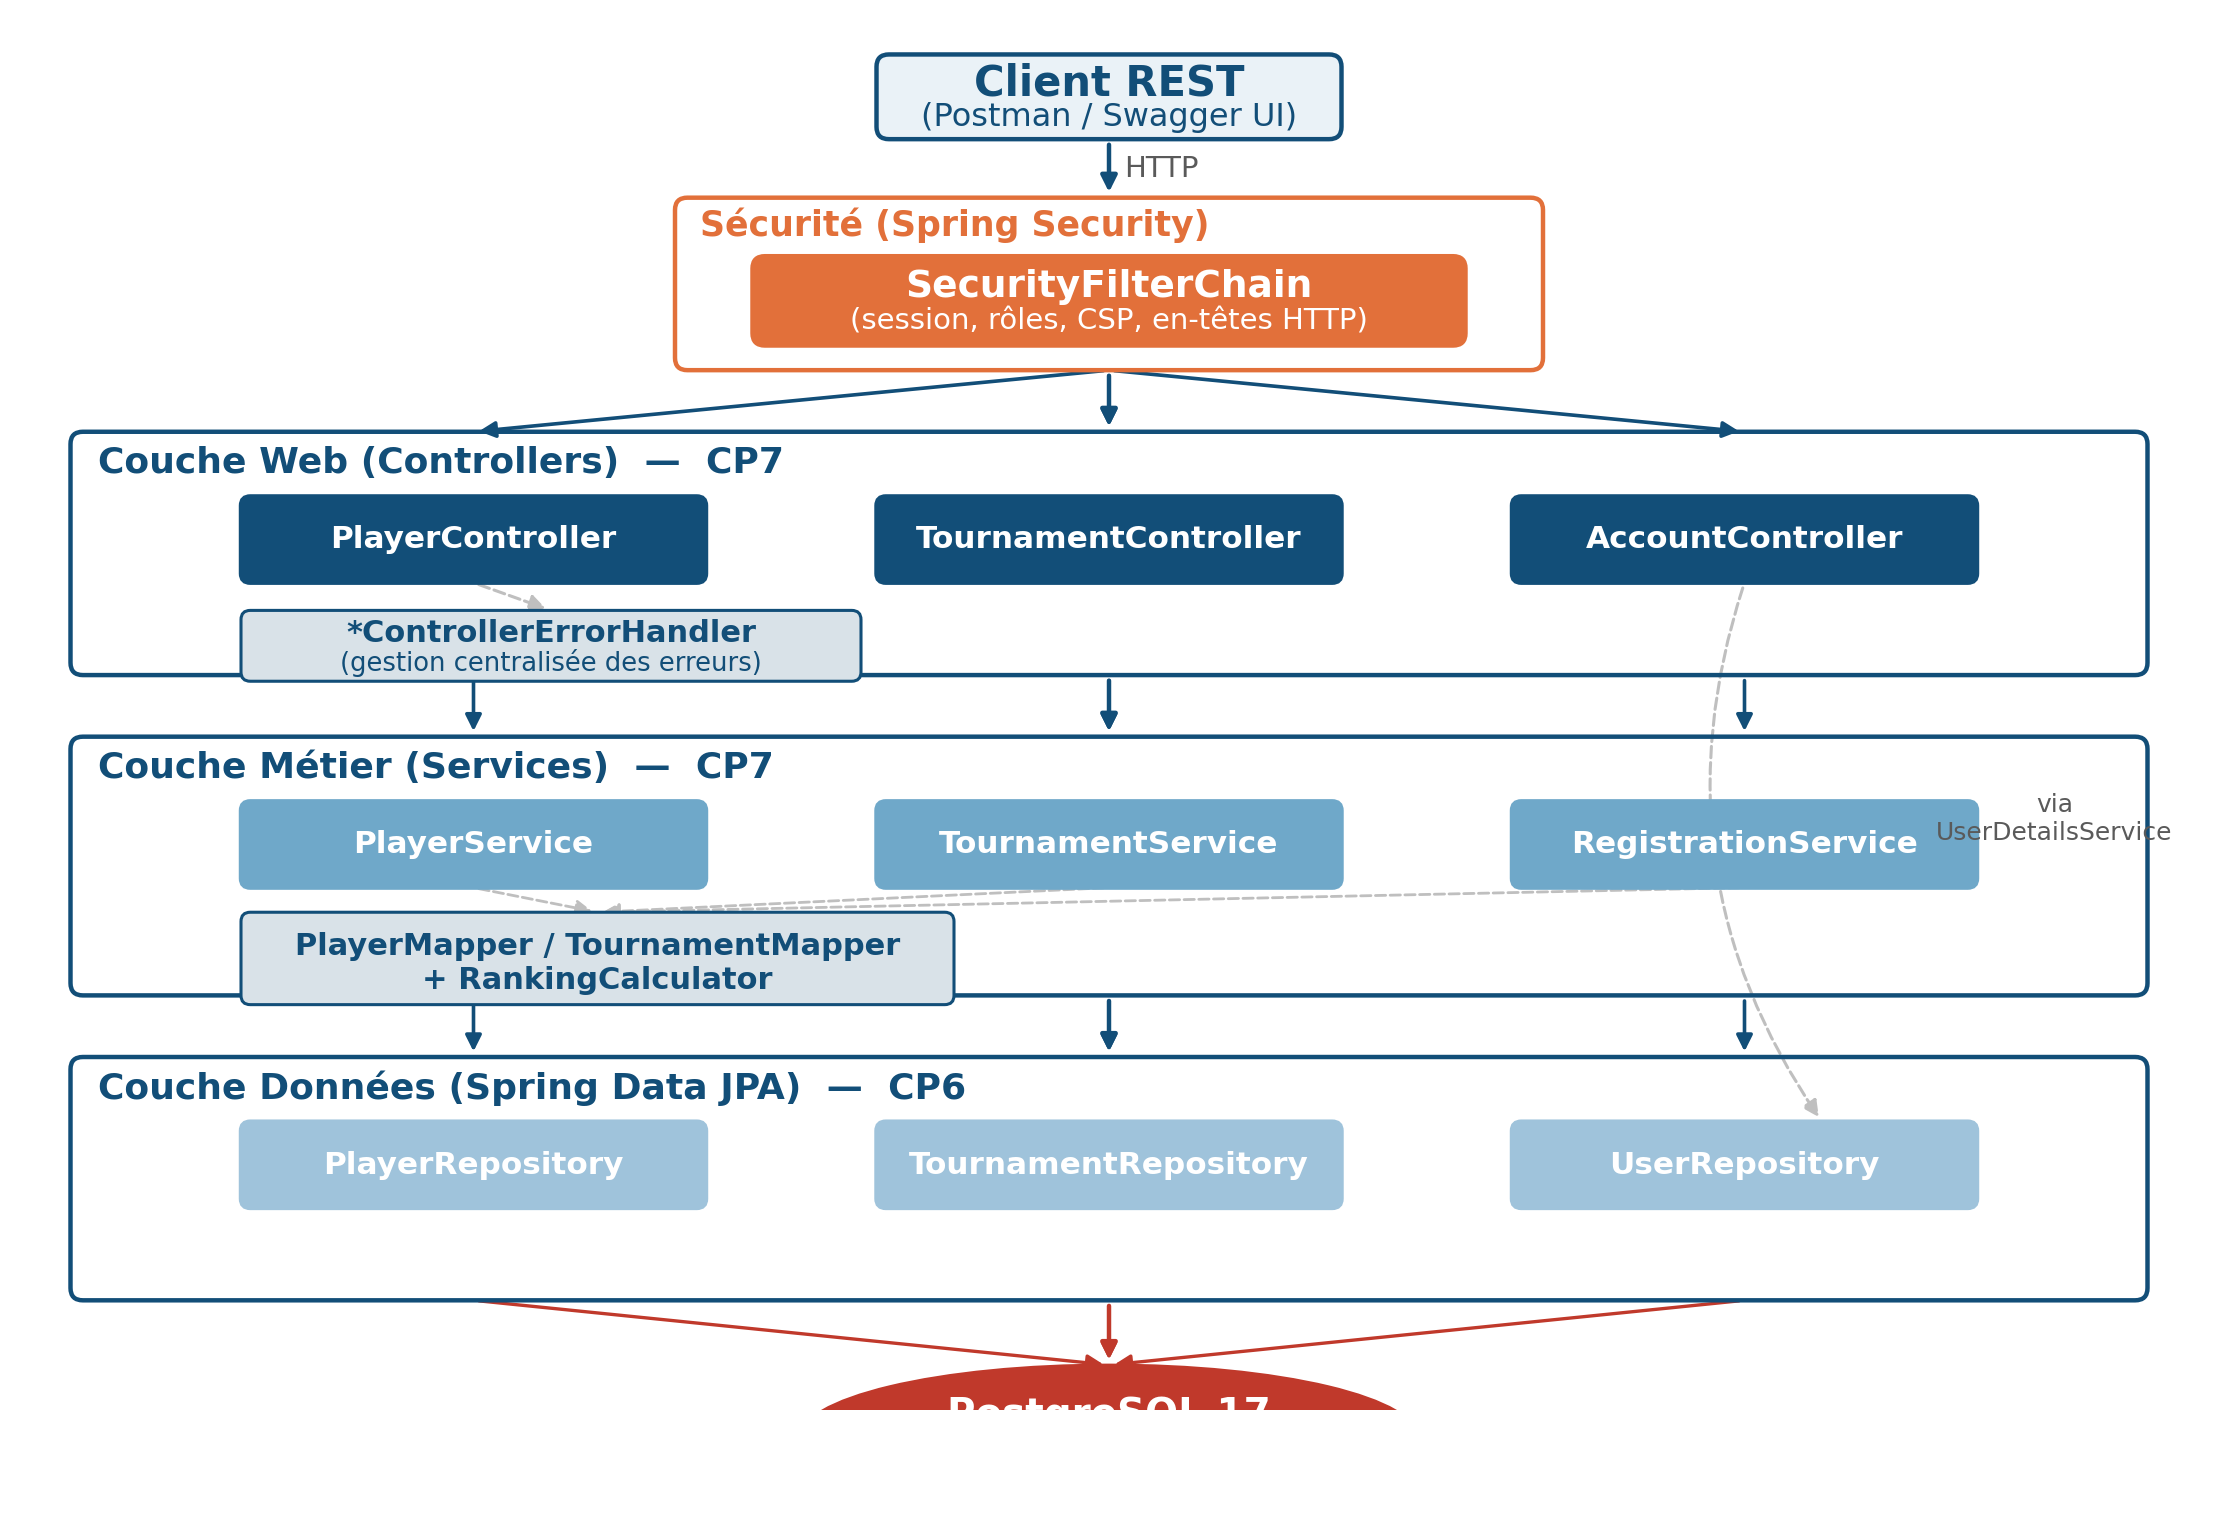 Client REST
(Postman / Swagger UI)
HTTP
Sécurité (Spring Security)
SecurityFilterChain
(session, rôles, CSP, en-têtes HTTP)
Couche Web (Controllers)  —  CP7
PlayerController
TournamentController
AccountController
*ControllerErrorHandler
(gestion centralisée des erreurs)
Couche Métier (Services)  —  CP7
PlayerService
TournamentService
RegistrationService
via
UserDetailsService
PlayerMapper / TournamentMapper
+ RankingCalculator
Couche Données (Spring Data JPA)  —  CP6
PlayerRepository
TournamentRepository
UserRepository
PostgreSQL 17